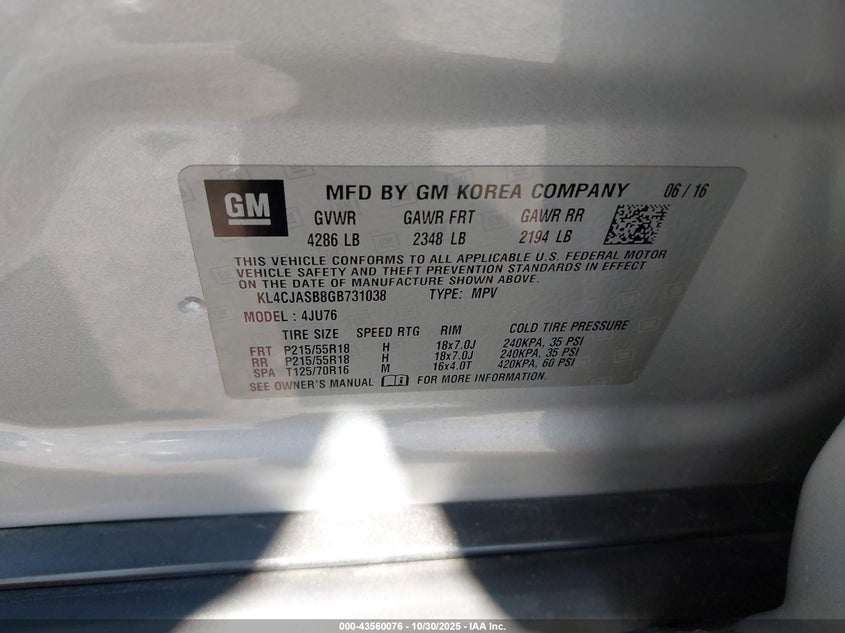 GM
MFD BY GM KOREA COMPANY 06 / 16
GVWR GAWR FRT GAWR RR
4286 LB 2348 LB 2194 LB
THIS VEHICLE CONFORMS TO ALL APPLICABLE U.S. FEDERAL MOTOR
VEHICLE SAFETY AND THEFT PREVENTION STANDARDS IN EFFECT
ON THE DATE OF MANUFACTURE SHOWN ABOVE.
KL4CJASB8GB731038 TYPE: MPV
MODEL : 4JU76
TIRE SIZE SPEED RTG RIM COLD TIRE PRESSURE
FRT P215/55R18 H 18x7.0J 240KPA, 35 PSI
RR P215/55R18 H 18x7.0J 240KPA, 35 PSI
SPA T125/70R16 M 16x4.0T 420KPA, 60 PSI
SEE OWNER'S MANUAL FOR MORE INFORMATION.
000-43560076 - 10/30/2025 - IAA Inc.